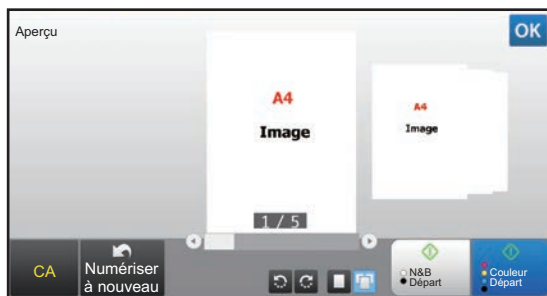 Aperçu
OK
A4
Image
A4
Image
1 / 5
CA
Numériser
à nouveau
N&B
Départ
Couleur
Départ